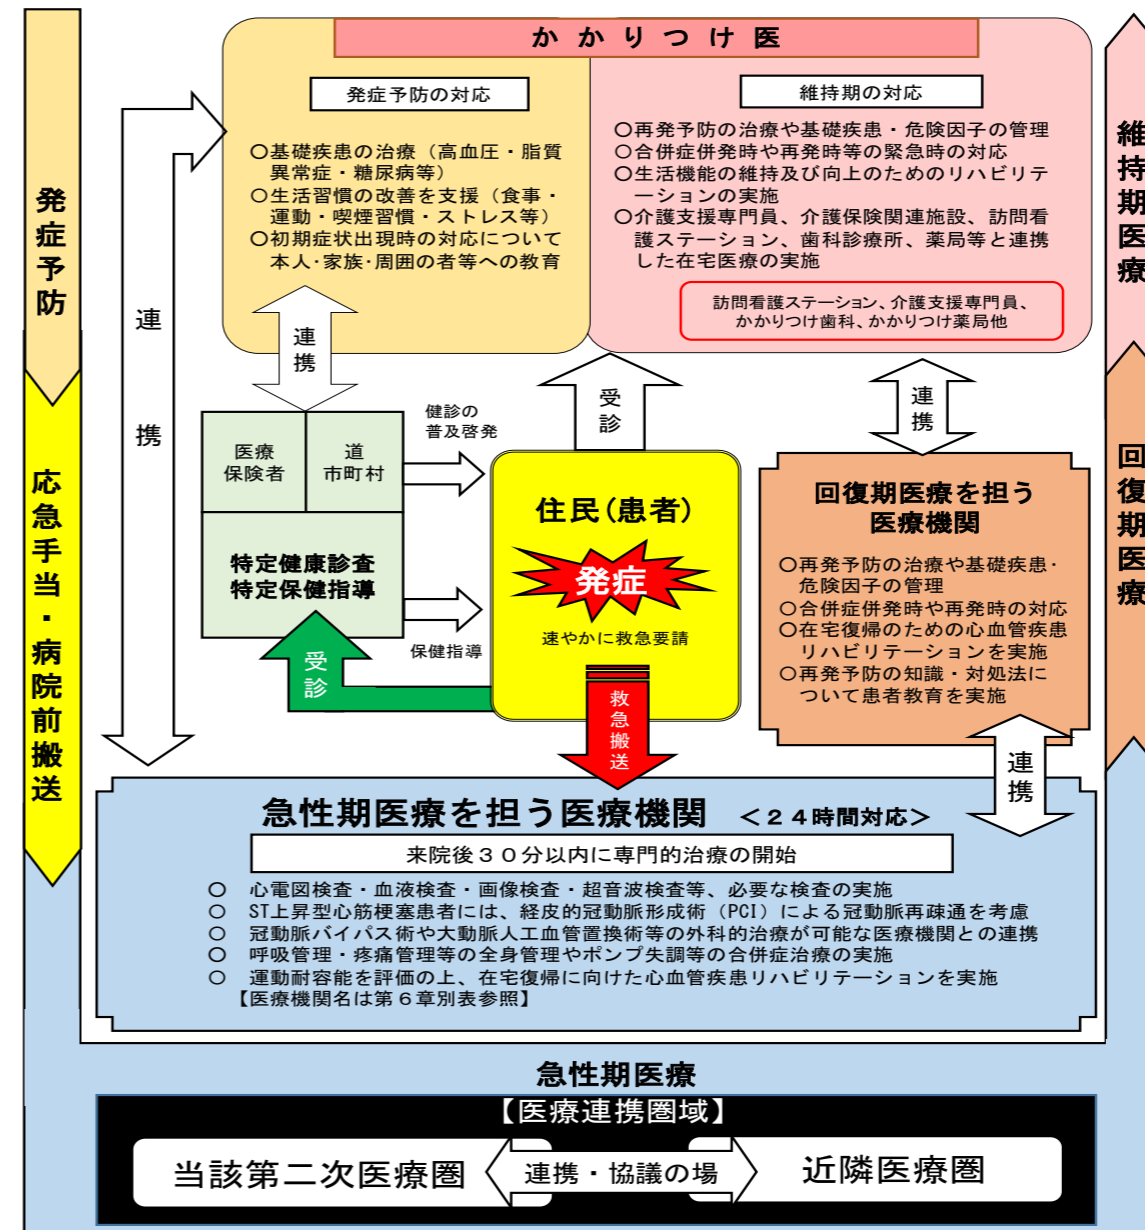 かかりつけ医
発症予防の対応
○基礎疾患の治療（高血圧・脂質
異常症・糖尿病等）
○生活習慣の改善を支援（食事・
運動・喫煙習慣・ストレス等）
○初期症状出現時の対応について
本人・家族・周囲の者等への教育
維持期の対応
○再発予防の治療や基礎疾患・危険因子の管理
○合併症併発時や再発時等の緊急時の対応
○生活機能の維持及び向上のためのリハビリテ
ーションの実施
○介護支援専門員、介護保険関連施設、訪問看
護ステーション、歯科診療所、薬局等と連携
した在宅医療の実施
訪問看護ステーション、介護支援専門員、
かかりつけ歯科、かかりつけ薬局他
発症予防
応急手当・病院前搬送
維持期医療
回復期医療
連携
連携
受診
連携
医療
保険者
道
市町村
特定健康診査
特定保健指導
健診の
普及啓発
保健指導
受診
住民（患者）
発症
速やかに救急要請
救急搬送
回復期医療を担う
医療機関
○再発予防の治療や基礎疾患・
危険因子の管理
○合併症併発時や再発時の対応
○在宅復帰のための心血管疾患
リハビリテーションを実施
○再発予防の知識・対処法に
ついて患者教育を実施
連携
急性期医療を担う医療機関 ＜２４時間対応＞
来院後３０分以内に専門的治療の開始
○ 心電図検査・血液検査・画像検査・超音波検査等、必要な検査の実施
○ ST上昇型心筋梗塞患者には、経皮的冠動脈形成術（PCI）による冠動脈再疎通を考慮
○ 冠動脈バイパス術や大動脈人工血管置換術等の外科的治療が可能な医療機関との連携
○ 呼吸管理・疼痛管理等の全身管理やポンプ失調等の合併症治療の実施
○ 運動耐容能を評価の上、在宅復帰に向けた心血管疾患リハビリテーションを実施
【医療機関名は第６章別表参照】
急性期医療
【医療連携圏域】
当該第二次医療圏
連携・協議の場
近隣医療圏